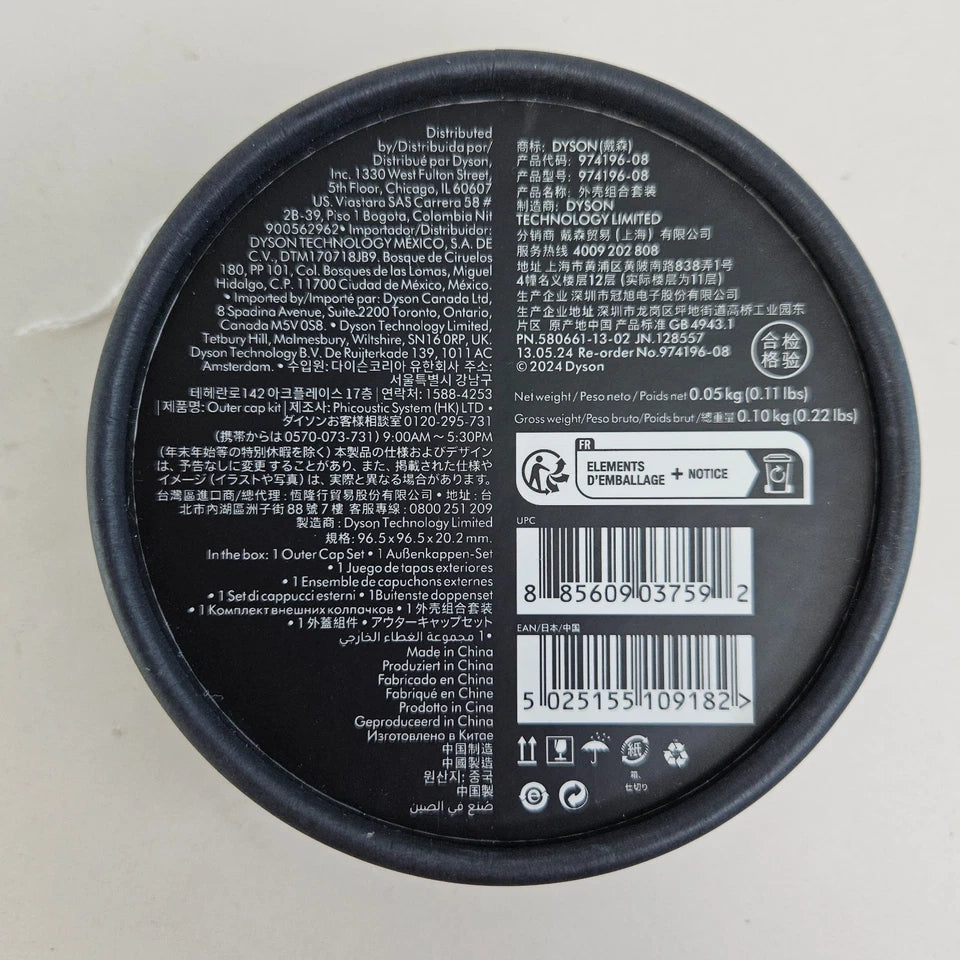 Distributed
by/Distribuida por/
Distribué par Dyson,
Inc. 1330 West Fulton Street,
5th Floor, Chicago, IL 60607
US. Viastara SAS Carrera 58 #
2B-39, Piso 1 Bogota, Colombia Nit
900562962 • Importador/Distribuidor:
DYSON TECHNOLOGY MÉXICO, S.A. DE
C.V., DTM170718JB9. Bosque de Ciruelos
180, PP 101, Col. Bosques de las Lomas, Miguel
Hidalgo, C.P. 11700 Ciudad de México, México.
• Imported by/Importé par: Dyson Canada Ltd,
8 Spadina Avenue, Suite.2200 Toronto, Ontario,
Canada M5V 0S8. • Dyson Technology Limited,
Tetbury Hill, Malmesbury, Wiltshire, SN16 0RP, UK.
Dyson Technology B.V. De Ruijterkade 139, 1011 AC
Amsterdam. • 수입원: 다이슨코리아 유한회사 주소:
서울특별시 강남구
테헤란로142 아크플레이스 17층 | 연락처: 1588-4253
| 제품명: Outer cap kit | 제조사: Phicoustic System (HK) LTD •
ダイソンお客様相談室 0120-295-731
(携帯からは 0570-073-731) 9:00AM ~ 5:30PM
(年末年始等の特別休暇を除く) 本製品の仕様およびデザイン
は、予告なしに変更することがあり、また、掲載された仕様や
イメージ (イラストや写真) は、実際と異なる場合があります。
台灣區進口商/總代理 : 恆隆行貿易股份有限公司 • 地址 : 台
北市內湖區洲子街 88 號 7 樓 客服專線 : 0800 251 209
製造商 : Dyson Technology Limited
規格: 96.5 x 96.5 x 20.2 mm.
In the box: 1 Outer Cap Set • 1 Außenkappen-Set
• 1 Juego de tapas exteriores
• 1 Ensemble de capuchons externes
• 1 Set di cappucci esterni • 1Buitenste doppenset
• 1 Комплект внешних колпачков • 1 外壳组合套装
• 1 外蓋組件 • アウターキャップセット
•1 مجموعة الغطاء الخارجي
Made in China
Produziert in China
Fabricado en China
Fabriqué en Chine
Prodotto in Cina
Geproduceerd in China
Изготовлено в Китае
中国制造
中國製造
원산지: 중국
中国製
صنع في الصين
商标: DYSON (戴森)
产品代码: 974196-08
产品型号: 974196-08
产品名称: 外壳组合套装
制造商: DYSON
TECHNOLOGY LIMITED
分销商 戴森贸易 (上海) 有限公司
服务热线 4009 202 808
地址 上海市黄浦区黄陂南路838弄1号
4幢名义楼层12层 (实际楼层为11层)
生产企业 深圳市冠旭电子股份有限公司
生产企业地址 深圳市龙岗区坪地街道高桥工业园东
片区 原产地中国 产品标准 GB 4943.1
PN.580661-13-02 JN.128557
13.05.24 Re-order No.974196-08
© 2024 Dyson
合检
格验
Net weight / Peso neto / Poids net 0.05 kg (0.11 lbs)
Gross weight/Peso bruto/Poids brut/總重量 0.10 kg (0.22 lbs)
FR
ELEMENTS
D'EMBALLAGE + NOTICE
UPC
8 85609 03759 2
EAN/日本/中国
5 025155 109182 >
紙
箱、
仕切り
e